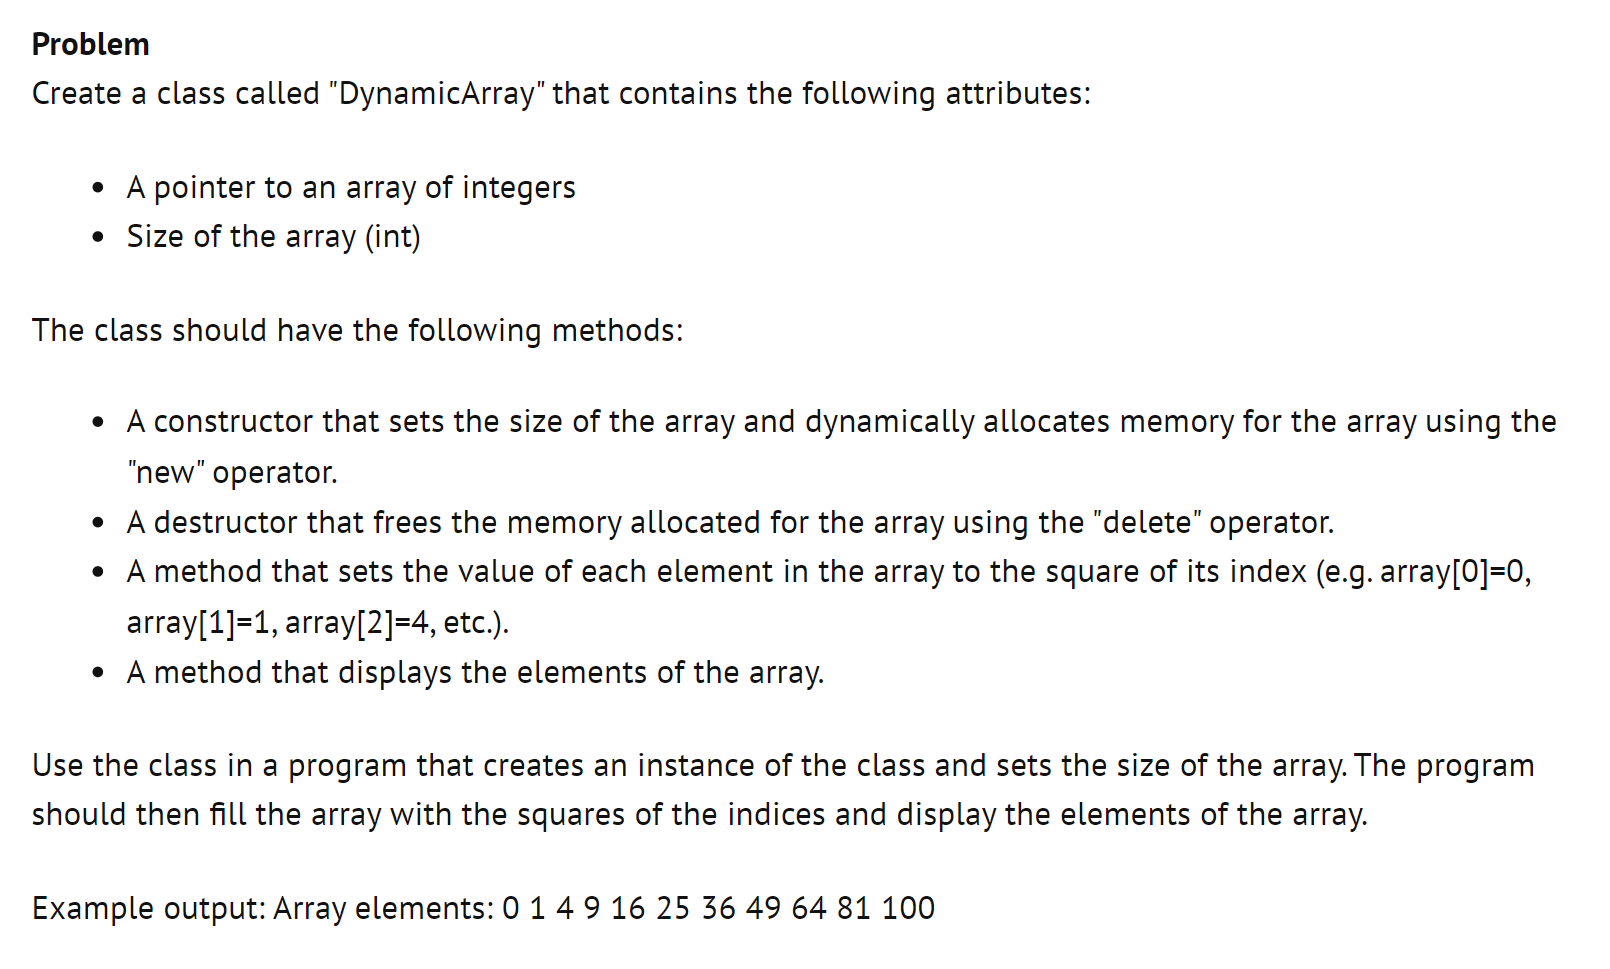 Problem
Create a class called "DynamicArray" that contains the following attributes:
• A pointer to an array of integers
• Size of the array (int)
The class should have the following methods:
• A constructor that sets the size of the array and dynamically allocates memory for the array using the
"new" operator.
• A destructor that frees the memory allocated for the array using the "delete" operator.
• A method that sets the value of each element in the array to the square of its index (e.g. array[0]=0,
array[1]=1, array[2]=4, etc.).
• A method that displays the elements of the array.
Use the class in a program that creates an instance of the class and sets the size of the array. The program
should then fill the array with the squares of the indices and display the elements of the array.
Example output: Array elements: 0 1 4 9 16 25 36 49 64 81 100